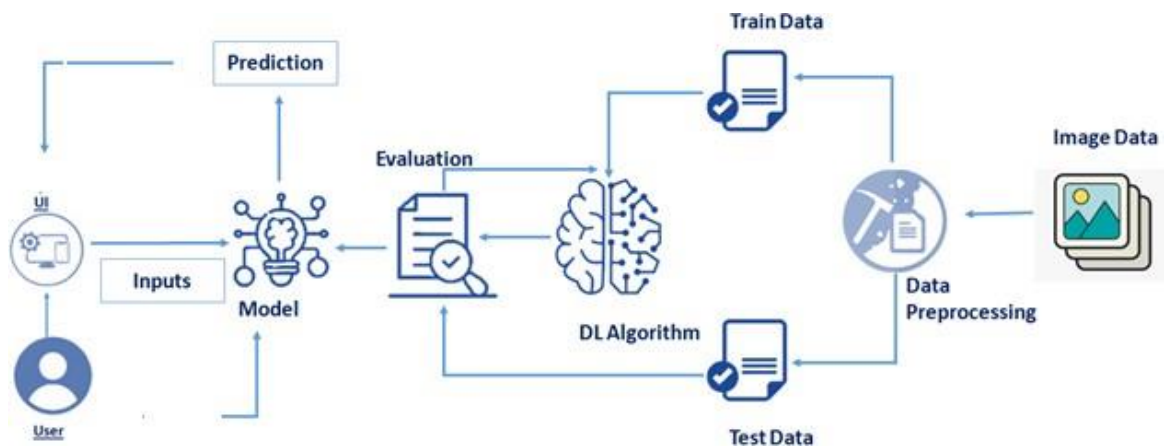 Train Data
Prediction
Image Data
Evaluation
UI
Inputs
Model
Data
Preprocessing
DL Algorithm
User
Test Data